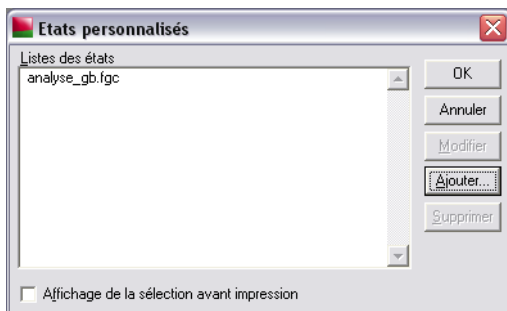 Etats personnalisés
Listes des états
analyse_gb.fgc
OK
Annuler
Modifier
Ajouter...
Supprimer
Affichage de la sélection avant impression